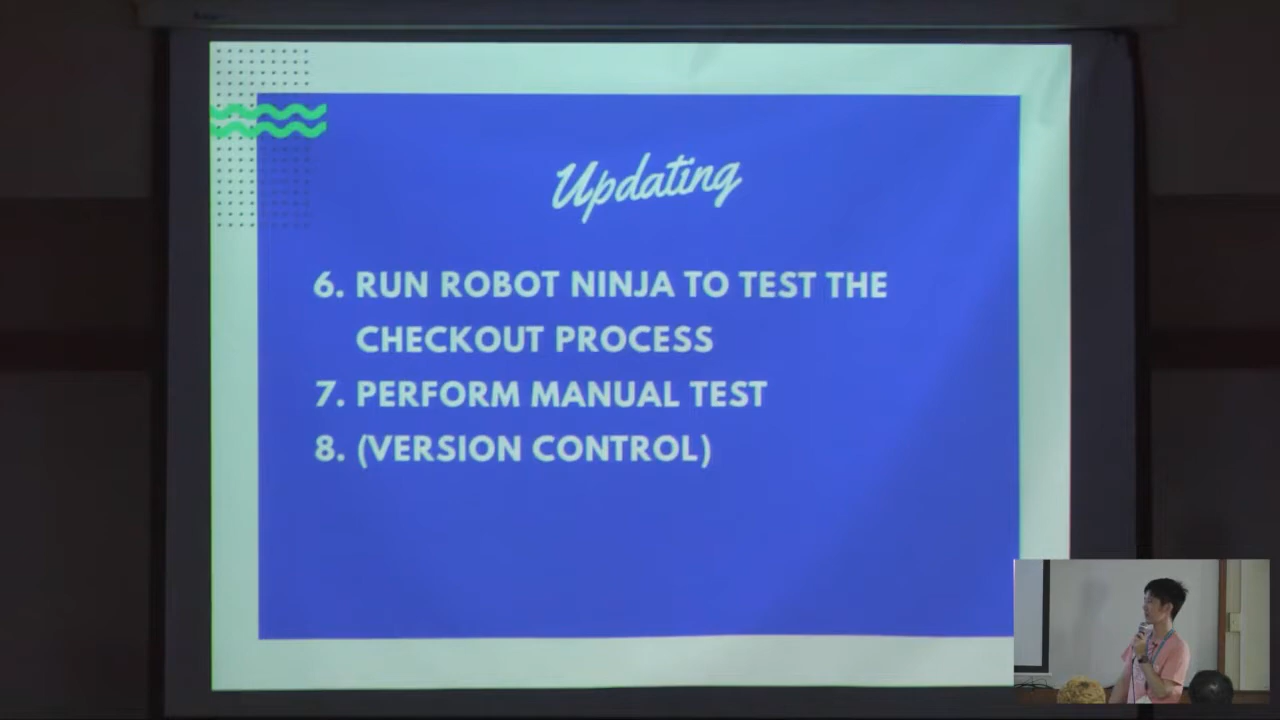 Updating
6. RUN ROBOT NINJA TO TEST THE
CHECKOUT PROCESS
7. PERFORM MANUAL TEST
8. (VERSION CONTROL)